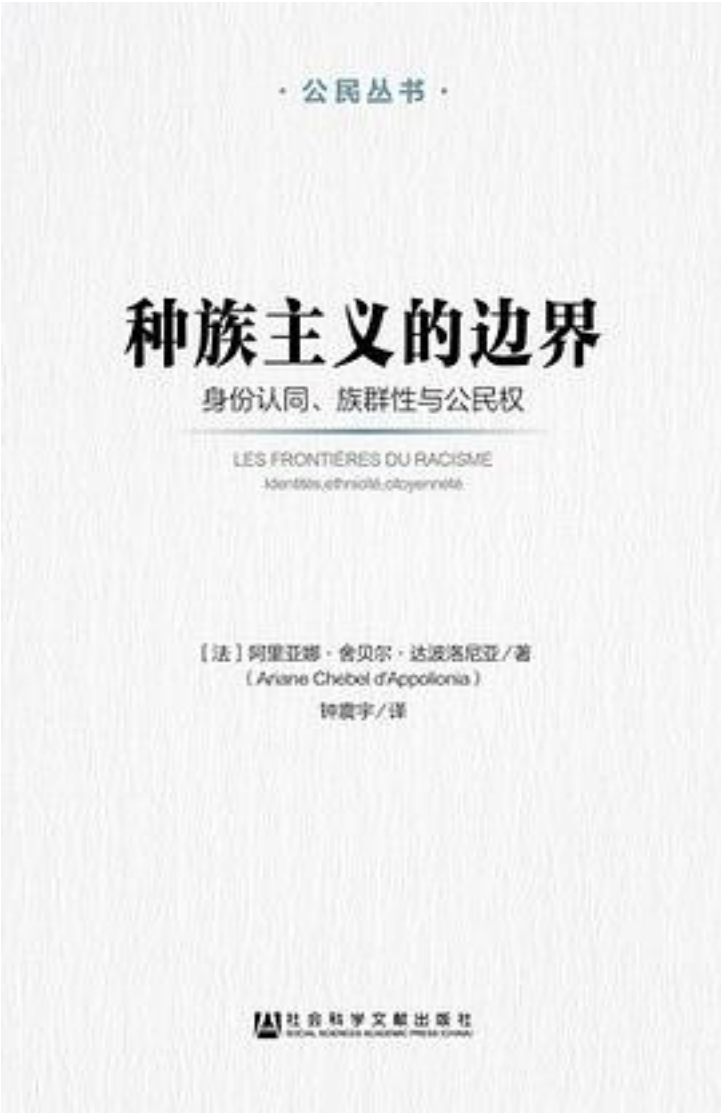 ·公民丛书·
种族主义的边界
身份认同、族群性与公民权
LES FRONTIÈRES DU RACISME
Identités,ethnicité,citoyenneté
[法]阿里亚娜·舍贝尔·达波洛尼亚/著
(Ariane Chebel d'Appollonia)
钟震宇/译
社会科学文献出版社
SOCIAL SCIENCES ACADEMIC PRESS (CHINA)